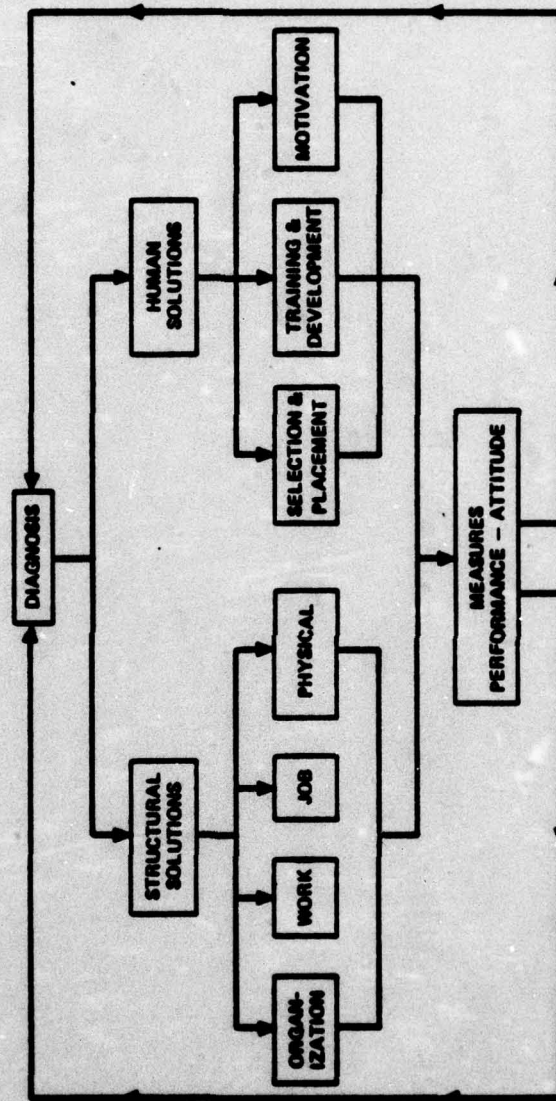 DIAGNOSIS
STRUCTURAL
SOLUTIONS
HUMAN
SOLUTIONS
ORGAN-
IZATION
WORK
JOB
PHYSICAL
SELECTION &
PLACEMENT
TRAINING &
DEVELOPMENT
MOTIVATION
MEASURES
PERFORMANCE – ATTITUDE